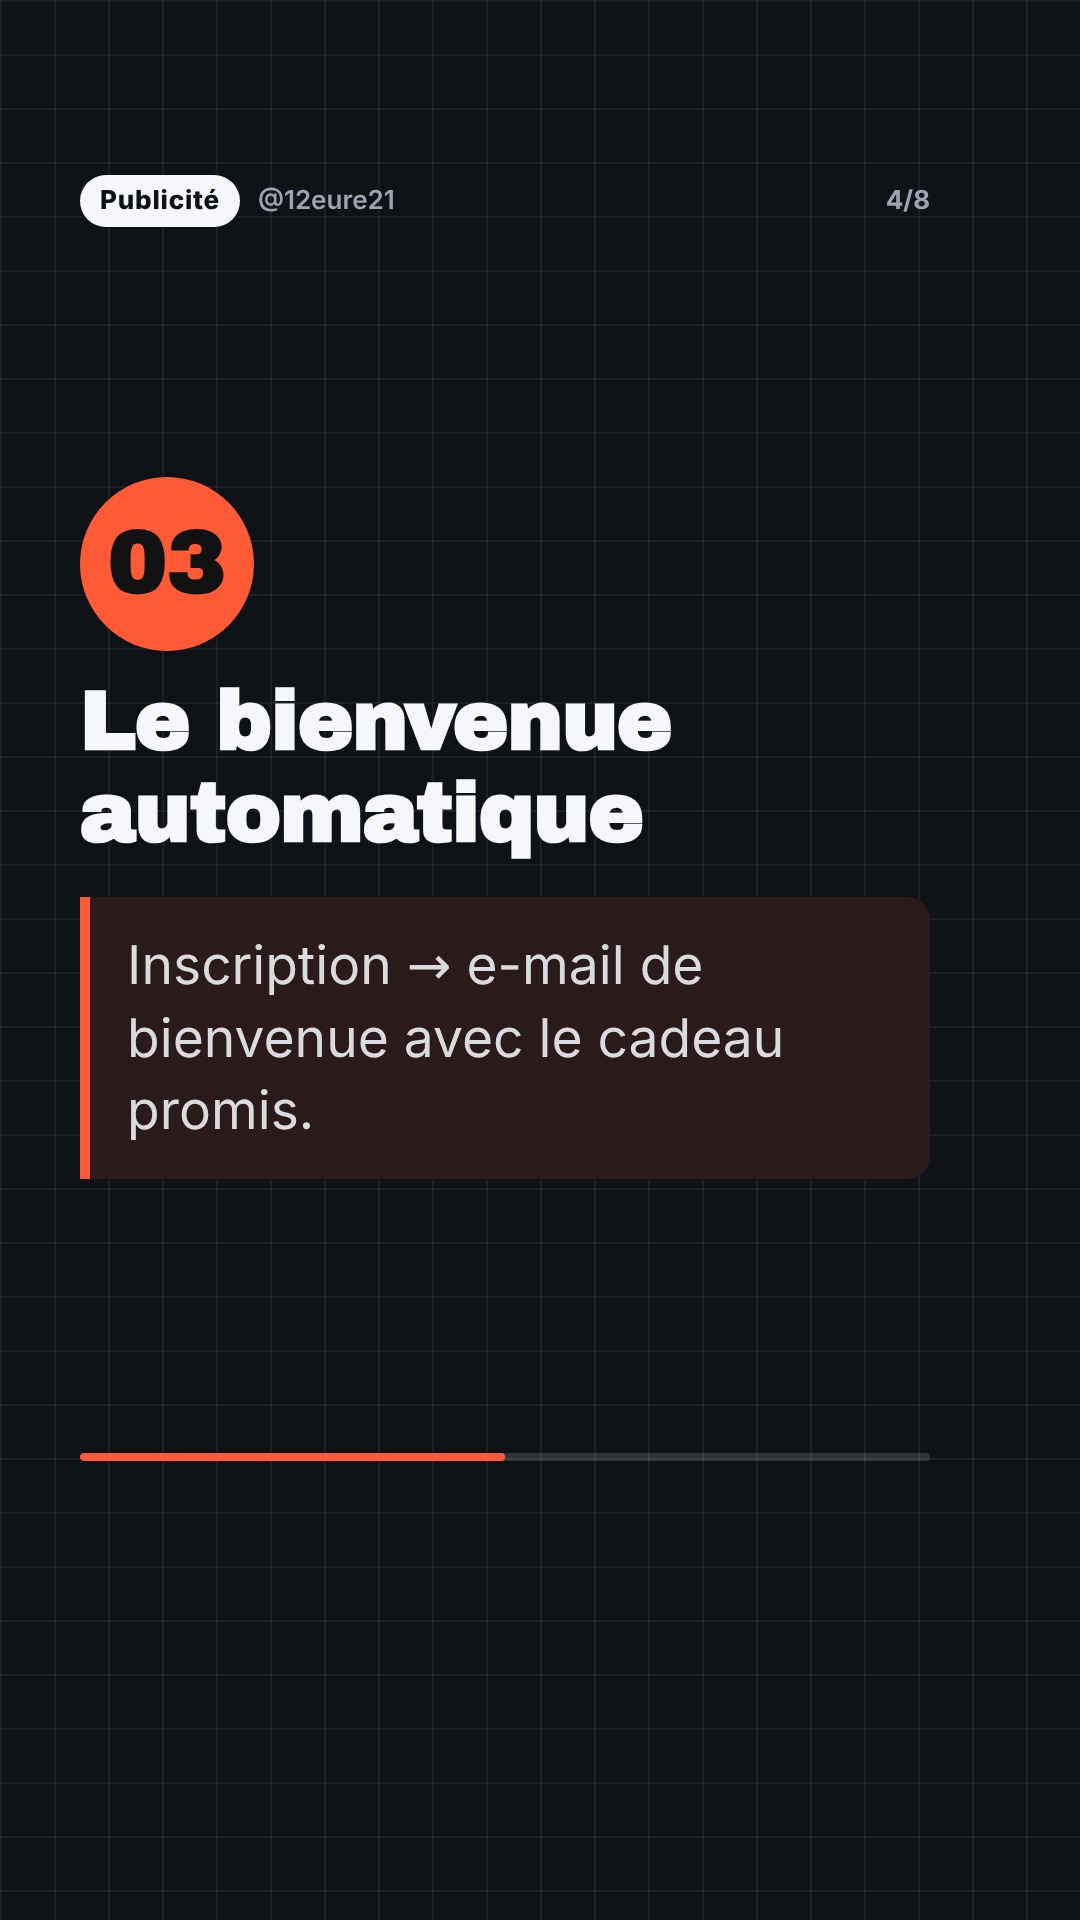 Publicité @12eure21 4/8
03
Le bienvenue
automatique
Inscription → e-mail de
bienvenue avec le cadeau
promis.